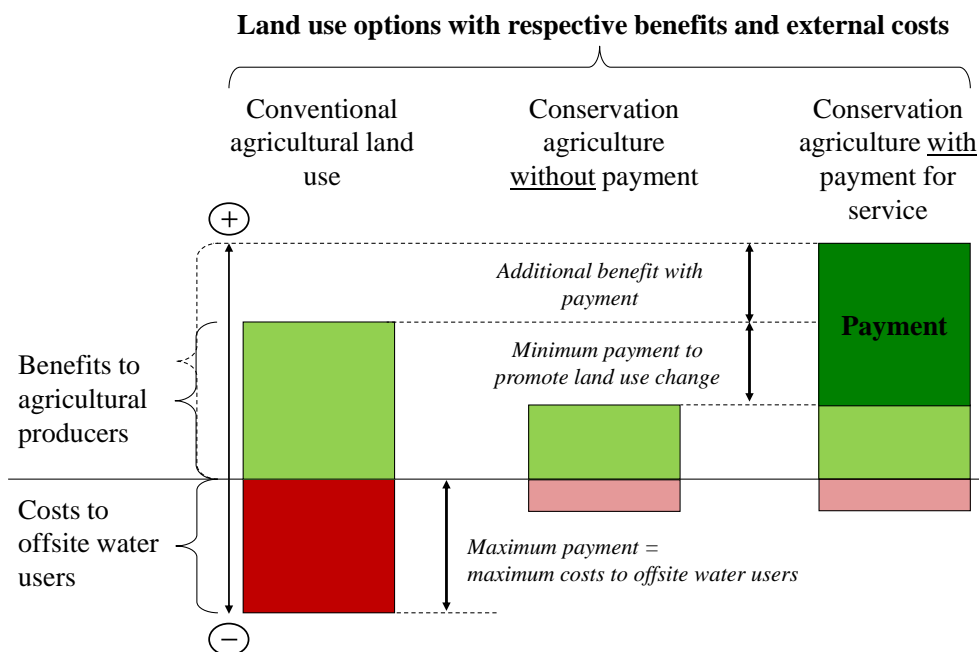 Land use options with respective benefits and external costs
Conventional
agricultural land
use
Conservation
agriculture
without payment
Conservation
agriculture with
payment for
service
+
Additional benefit with
payment
Payment
Minimum payment to
promote land use change
Benefits to
agricultural
producers
Costs to
offsite water
users
Maximum payment =
maximum costs to offsite water users
−